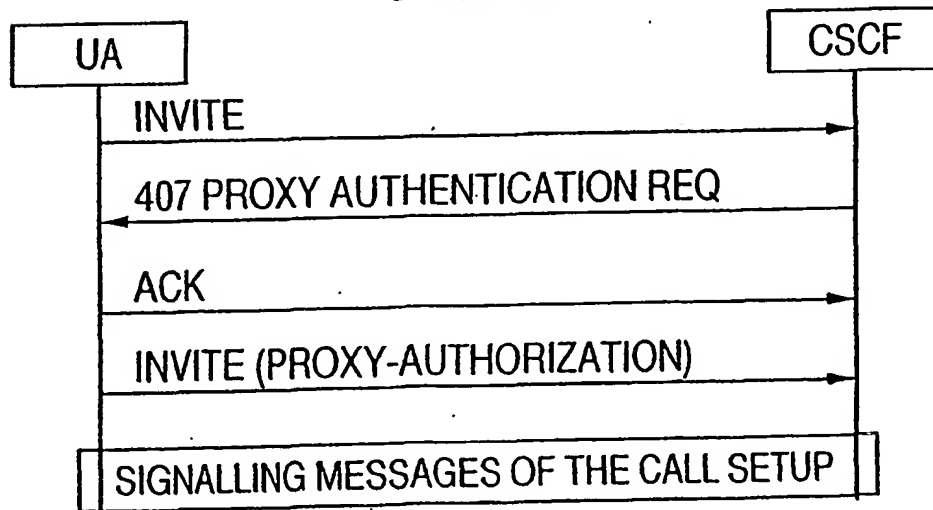 UA
CSCF
INVITE
407 PROXY AUTHENTICATION REQ
ACK
INVITE (PROXY-AUTHORIZATION)
SIGNALLING MESSAGES OF THE CALL SETUP